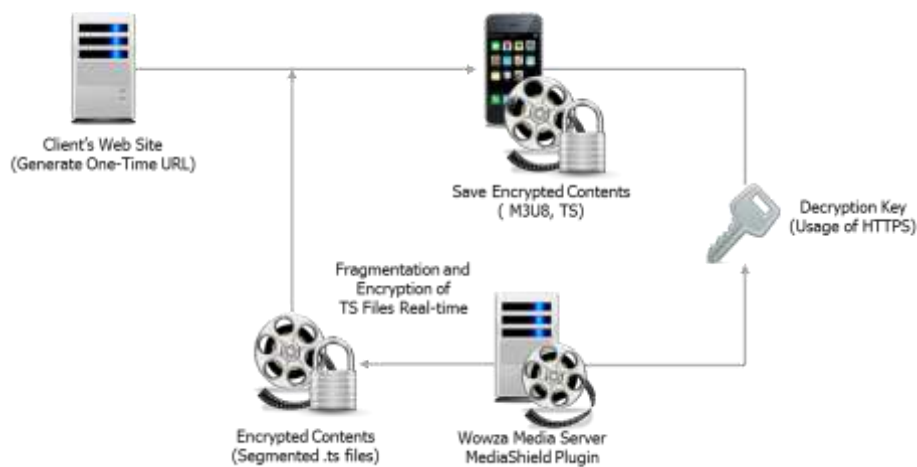 Client's Web Site
(Generate One-Time URL)
Save Encrypted Contents
( M3U8, TS)
Decryption Key
(Usage of HTTPS)
Fragmentation and
Encryption of
TS Files Real-time
Encrypted Contents
(Segmented .ts files)
Wowza Media Server
MediaShield Plugin